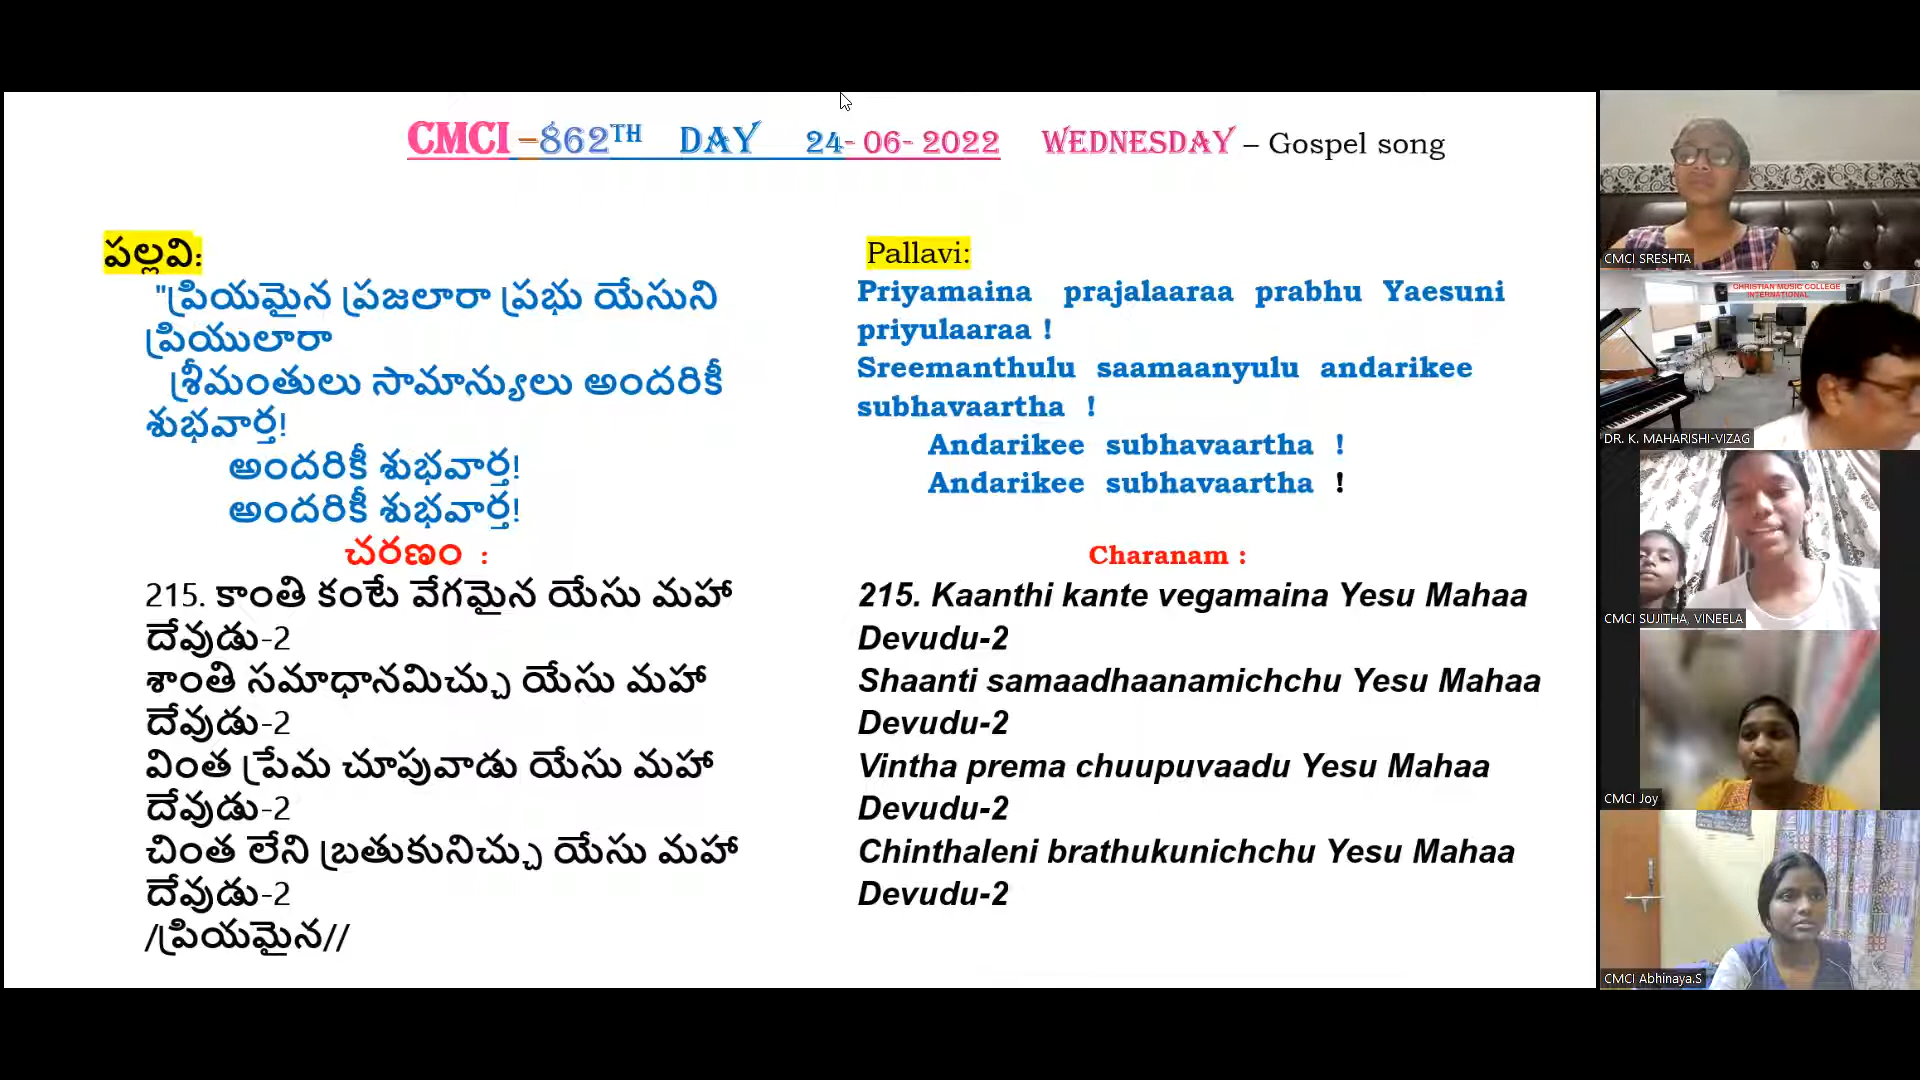 CMCI –862TH DAY 24- 06- 2022 WEDNESDAY – Gospel song
పల్లవి:
"ప్రియమైన ప్రజలారా ప్రభు యేసుని
ప్రియులారా
శ్రీమంతులు సామాన్యులు అందరికీ
శుభవార్త!
అందరికీ శుభవార్త!
అందరికీ శుభవార్త!
చరణం :
215. కాంతి కంటే వేగమైన యేసు మహా
దేవుడు-2
శాంతి సమాధానమిచ్చు యేసు మహా
దేవుడు-2
వింత ప్రేమ చూపువాడు యేసు మహా
దేవుడు-2
చింత లేని బ్రతుకునిచ్చు యేసు మహా
దేవుడు-2
/ప్రియమైన//
Pallavi:
Priyamaina prajalaaraa prabhu Yaesuni
priyulaaraa !
Sreemanthulu saamaanyulu andarikee
subhavaartha !
Andarikee subhavaartha !
Andarikee subhavaartha !
Charanam :
215. Kaanthi kante vegamaina Yesu Mahaa
Devudu-2
Shaanti samaadhaanamichchu Yesu Mahaa
Devudu-2
Vintha prema chuupuvaadu Yesu Mahaa
Devudu-2
Chinthaleni brathukunichchu Yesu Mahaa
Devudu-2
CMCI SRESHTA
CHRISTIAN MUSIC COLLEGE
INTERNATIONAL
DR. K. MAHARISHI-VIZAG
CMCI SUJITHA, VINEELA
CMCI Joy
CMCI Abhinaya.S